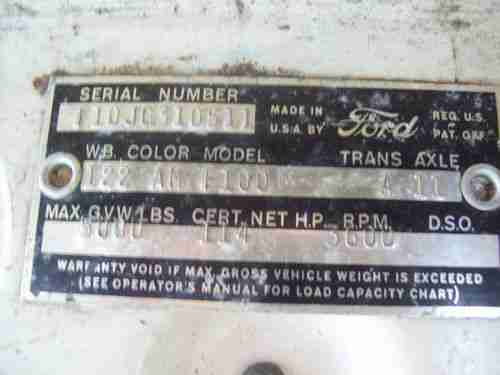 SERIAL NUMBER
MADE IN
U.S.A. BY
Ford
REG. U.S.
PAT. OFF.
W.B. COLOR MODEL TRANS AXLE
122 F100 A 11
MAX. G.V.W. LBS. CERT. NET H.P. R.P.M. D.S.O.
5000 114 3600
WARRANTY VOID IF MAX. GROSS VEHICLE WEIGHT IS EXCEEDED
(SEE OPERATOR'S MANUAL FOR LOAD CAPACITY CHART)